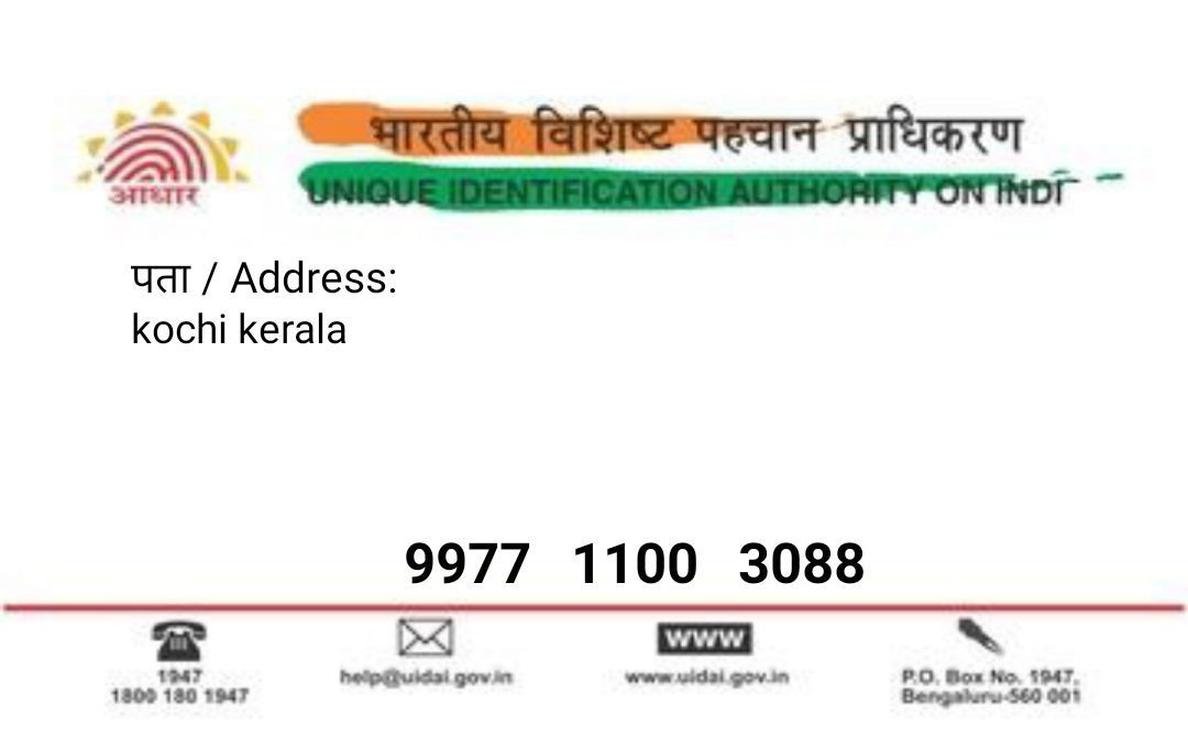 आधार
भारतीय विशिष्ट पहचान प्राधिकरण
UNIQUE IDENTIFICATION AUTHORITY ON INDI
पता / Address:
kochi kerala
9977 1100 3088
1947
1800 180 1947
help@uidai.gov.in
www
www.uidai.gov.in
P.O. Box No. 1947,
Bengaluru-560 001